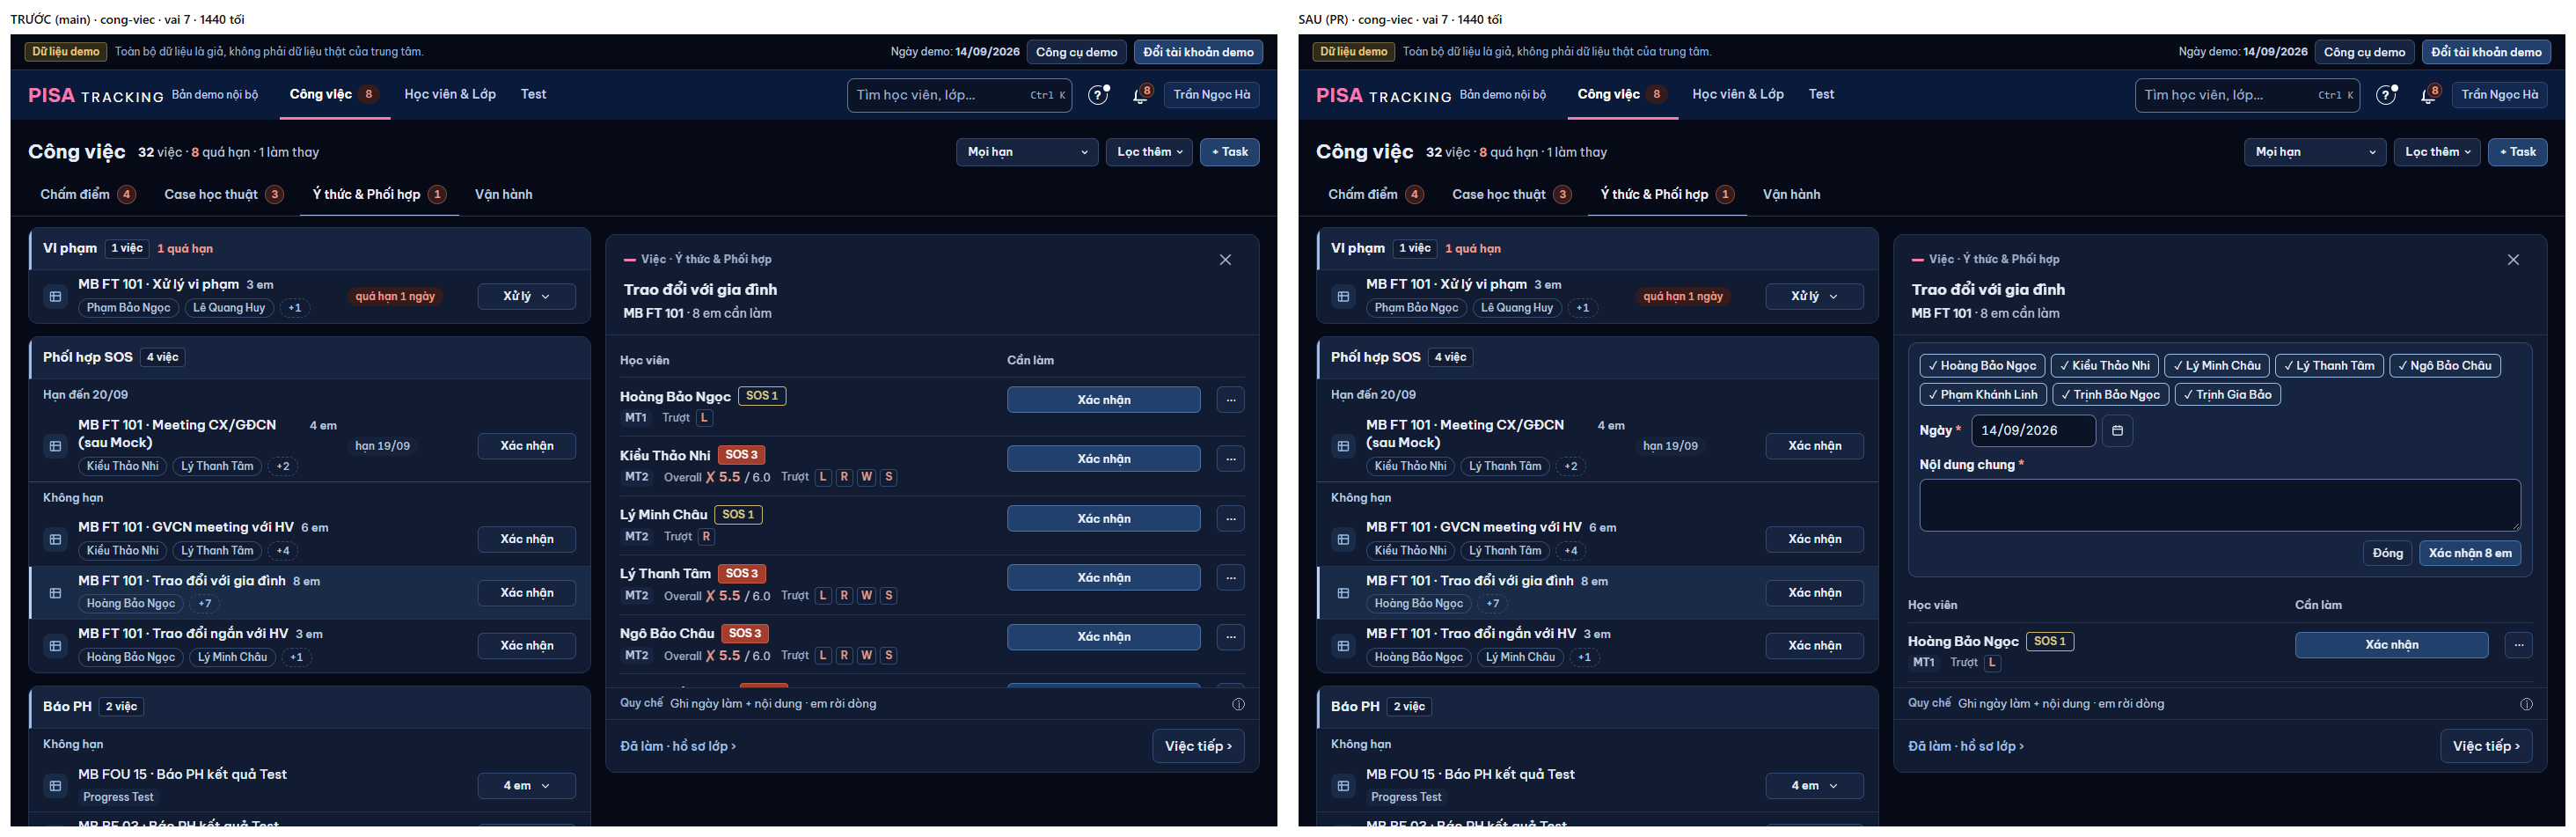 TRƯỚC (main) · cong-viec · vai 7 · 1440 tối
Dữ liệu demo Toàn bộ dữ liệu là giả, không phải dữ liệu thật của trung tâm. Ngày demo: 14/09/2026 Công cụ demo Đổi tài khoản demo
PISA TRACKING Bản demo nội bộ Công việc 8 Học viên & Lớp Test Tìm học viên, lớp... Ctrl K ? 8 Trần Ngọc Hà
Công việc 32 việc · 8 quá hạn · 1 làm thay Mọi hạn Lọc thêm + Task
Chấm điểm 4 Case học thuật 3 Ý thức & Phối hợp 1 Vận hành
Vi phạm 1 việc 1 quá hạn
MB FT 101 · Xử lý vi phạm 3 em quá hạn 1 ngày Xử lý
Phạm Bảo Ngọc Lê Quang Huy +1
Phối hợp SOS 4 việc
Hạn đến 20/09
MB FT 101 · Meeting CX/GĐCN (sau Mock) 4 em hạn 19/09 Xác nhận
Kiều Thảo Nhi Lý Thanh Tâm +2
Không hạn
MB FT 101 · GVCN meeting với HV 6 em Xác nhận
Kiều Thảo Nhi Lý Thanh Tâm +4
MB FT 101 · Trao đổi với gia đình 8 em Xác nhận
Hoàng Bảo Ngọc +7
MB FT 101 · Trao đổi ngắn với HV 3 em Xác nhận
Hoàng Bảo Ngọc Lý Minh Châu +1
Báo PH 2 việc
Không hạn
MB FOU 15 · Báo PH kết quả Test 4 em
Progress Test
MB PE 03 · Báo PH kết quả Test
Việc · Ý thức & Phối hợp
Trao đổi với gia đình
MB FT 101 · 8 em cần làm
Học viên Cần làm
Hoàng Bảo Ngọc SOS 1 Xác nhận ...
MT1 Trượt L
Kiều Thảo Nhi SOS 3 Xác nhận ...
MT2 Overall ✗ 5.5 / 6.0 Trượt L R W S
Lý Minh Châu SOS 1 Xác nhận ...
MT2 Trượt R
Lý Thanh Tâm SOS 3 Xác nhận ...
MT2 Overall ✗ 5.5 / 6.0 Trượt L R W S
Ngô Bảo Châu SOS 3 Xác nhận ...
MT2 Overall ✗ 5.5 / 6.0 Trượt L R W S
Quy chế Ghi ngày làm + nội dung · em rời dòng
Đã làm · hồ sơ lớp › Việc tiếp ›
SAU (PR) · cong-viec · vai 7 · 1440 tối
Dữ liệu demo Toàn bộ dữ liệu là giả, không phải dữ liệu thật của trung tâm. Ngày demo: 14/09/2026 Công cụ demo Đổi tài khoản demo
PISA TRACKING Bản demo nội bộ Công việc 8 Học viên & Lớp Test Tìm học viên, lớp... Ctrl K ? 8 Trần Ngọc Hà
Công việc 32 việc · 8 quá hạn · 1 làm thay Mọi hạn Lọc thêm + Task
Chấm điểm 4 Case học thuật 3 Ý thức & Phối hợp 1 Vận hành
Vi phạm 1 việc 1 quá hạn
MB FT 101 · Xử lý vi phạm 3 em quá hạn 1 ngày Xử lý
Phạm Bảo Ngọc Lê Quang Huy +1
Phối hợp SOS 4 việc
Hạn đến 20/09
MB FT 101 · Meeting CX/GĐCN (sau Mock) 4 em hạn 19/09 Xác nhận
Kiều Thảo Nhi Lý Thanh Tâm +2
Không hạn
MB FT 101 · GVCN meeting với HV 6 em Xác nhận
Kiều Thảo Nhi Lý Thanh Tâm +4
MB FT 101 · Trao đổi với gia đình 8 em Xác nhận
Hoàng Bảo Ngọc +7
MB FT 101 · Trao đổi ngắn với HV 3 em Xác nhận
Hoàng Bảo Ngọc Lý Minh Châu +1
Báo PH 2 việc
Không hạn
MB FOU 15 · Báo PH kết quả Test 4 em
Progress Test
Báo PH kết quả Test
Việc · Ý thức & Phối hợp
Trao đổi với gia đình
MB FT 101 · 8 em cần làm
✓ Hoàng Bảo Ngọc ✓ Kiều Thảo Nhi ✓ Lý Minh Châu ✓ Lý Thanh Tâm ✓ Ngô Bảo Châu
✓ Phạm Khánh Linh ✓ Trịnh Bảo Ngọc ✓ Trịnh Gia Bảo
Ngày * 14/09/2026
Nội dung chung *
Đóng Xác nhận 8 em
Học viên Cần làm
Hoàng Bảo Ngọc SOS 1 Xác nhận ...
MT1 Trượt L
Quy chế Ghi ngày làm + nội dung · em rời dòng
Đã làm · hồ sơ lớp › Việc tiếp ›